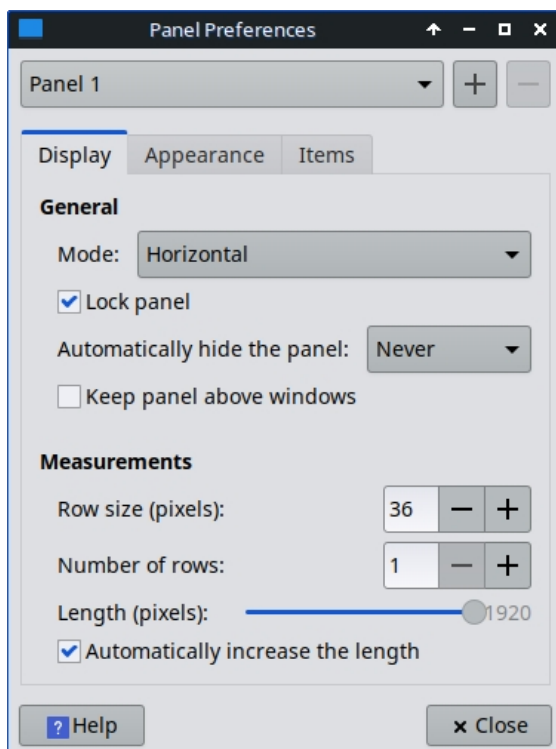 Panel Preferences
Panel 1
Display Appearance Items
General
Mode: Horizontal
Lock panel
Automatically hide the panel: Never
Keep panel above windows
Measurements
Row size (pixels): 36
Number of rows: 1
Length (pixels): 1920
Automatically increase the length
? Help × Close